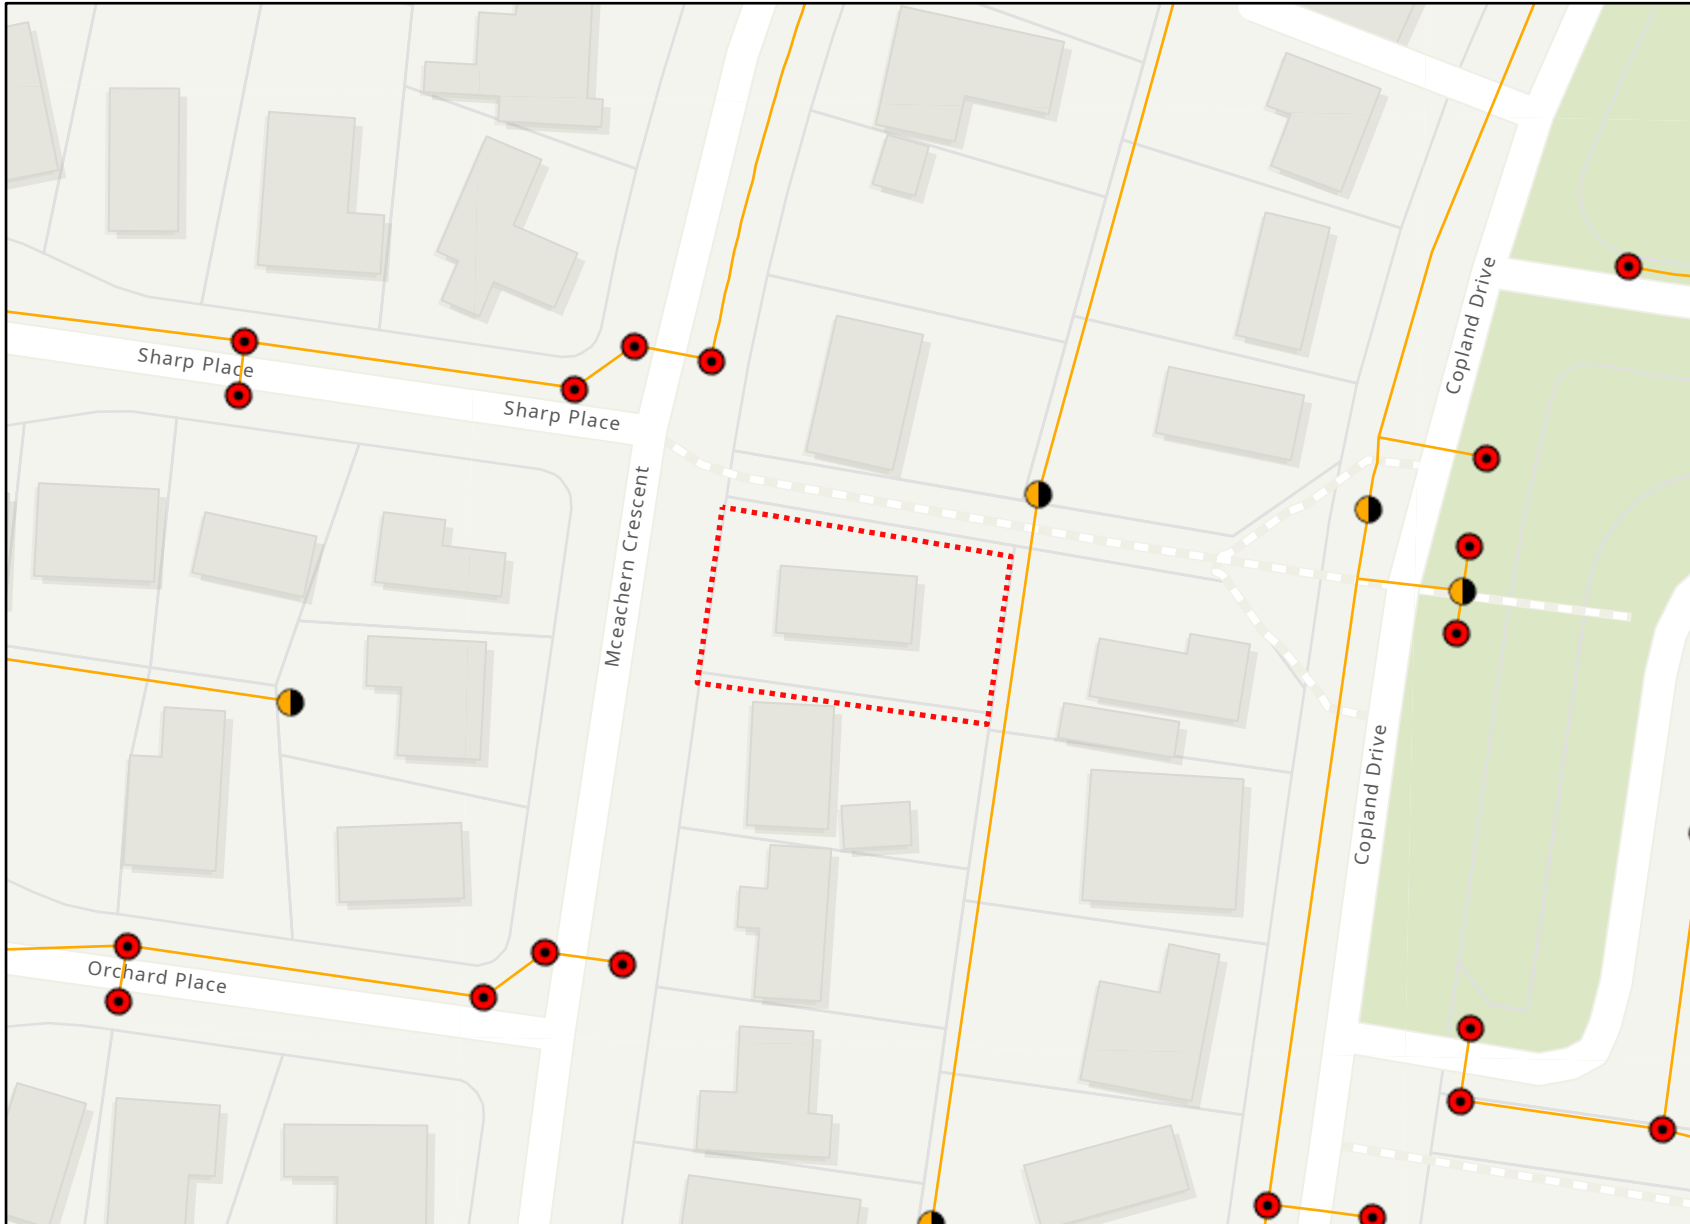 Copland Drive
Sharp Place
Sharp Place
Mceachern Crescent
Copland Drive
Orchard Place